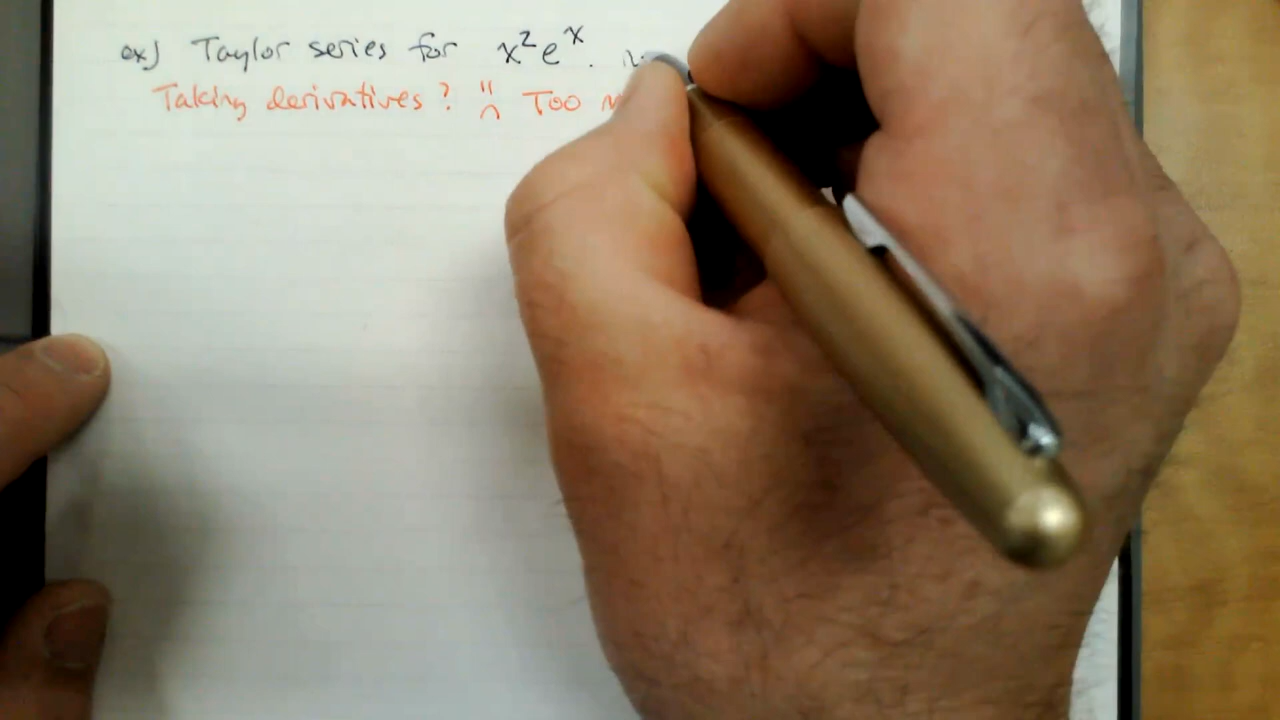 ex) Taylor series for x²eˣ.
Taking derivatives? :( Too